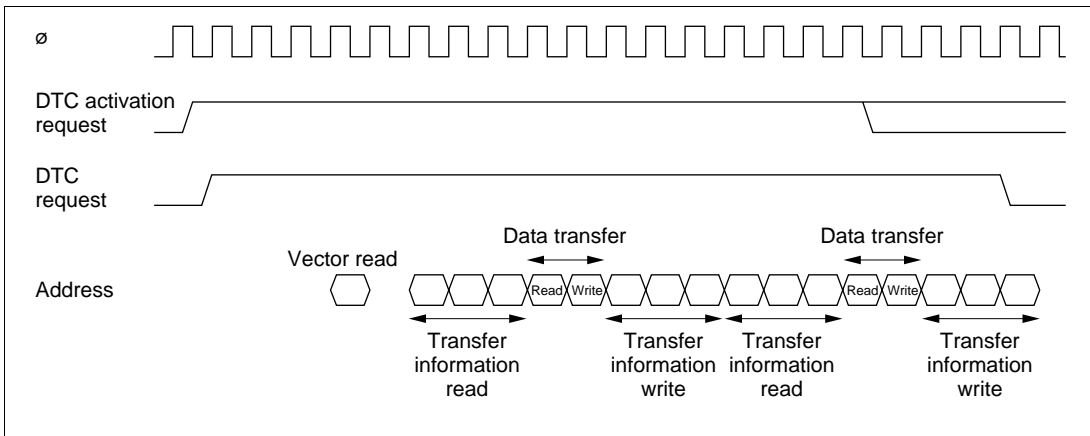 ø
DTC activation
request
DTC
request
Data transfer
Data transfer
Vector read
Address
Read
Write
Read
Write
Transfer
information
read
Transfer
information
write
Transfer
information
read
Transfer
information
write